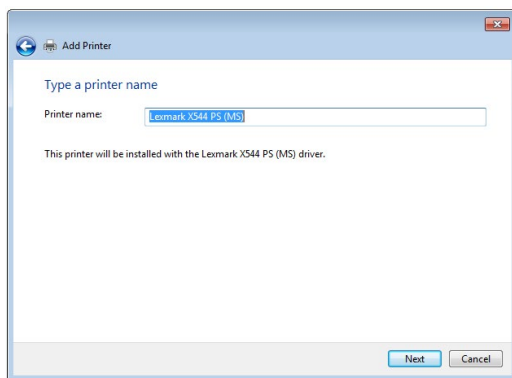 Add Printer
Type a printer name
Printer name: Lexmark X544 PS (MS)
This printer will be installed with the Lexmark X544 PS (MS) driver.
Next Cancel